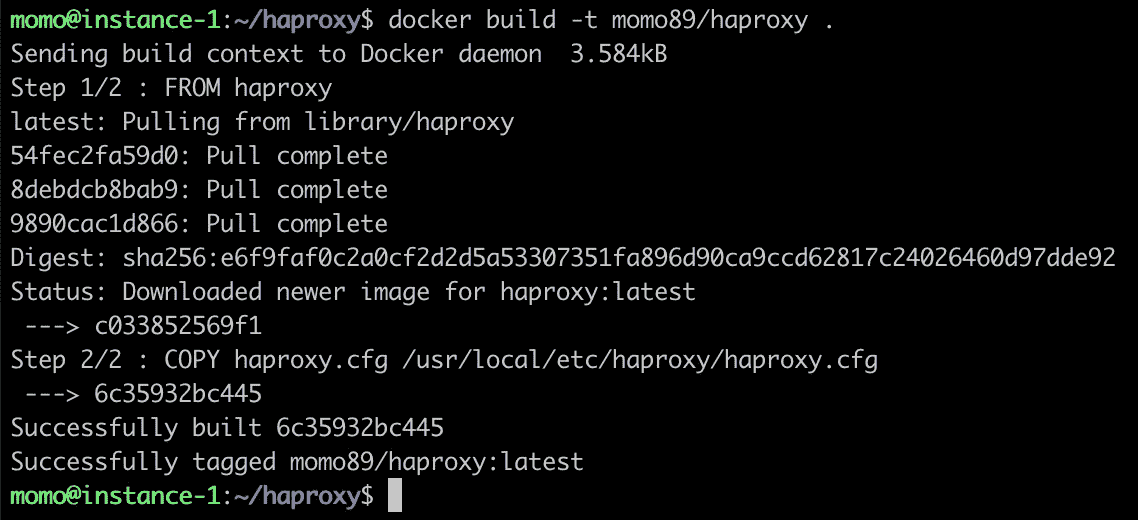 momo@instance-1:~/haproxy$ docker build -t momo89/haproxy .
Sending build context to Docker daemon  3.584kB
Step 1/2 : FROM haproxy
latest: Pulling from library/haproxy
54fec2fa59d0: Pull complete
8debdcb8bab9: Pull complete
9890cac1d866: Pull complete
Digest: sha256:e6f9faf0c2a0cf2d2d5a53307351fa896d90ca9ccd62817c24026460d97dde92
Status: Downloaded newer image for haproxy:latest
 ---> c033852569f1
Step 2/2 : COPY haproxy.cfg /usr/local/etc/haproxy/haproxy.cfg
 ---> 6c35932bc445
Successfully built 6c35932bc445
Successfully tagged momo89/haproxy:latest
momo@instance-1:~/haproxy$